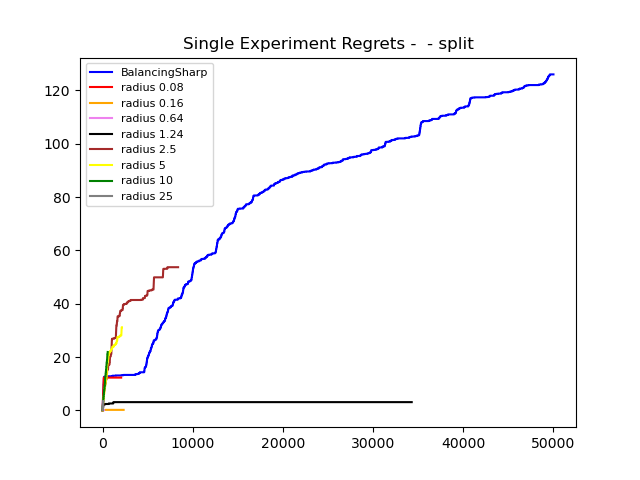 Single Experiment Regrets -  - split
BalancingSharp
radius 0.08
radius 0.16
radius 0.64
radius 1.24
radius 2.5
radius 5
radius 10
radius 25
120
100
80
60
40
20
0
0 10000 20000 30000 40000 50000